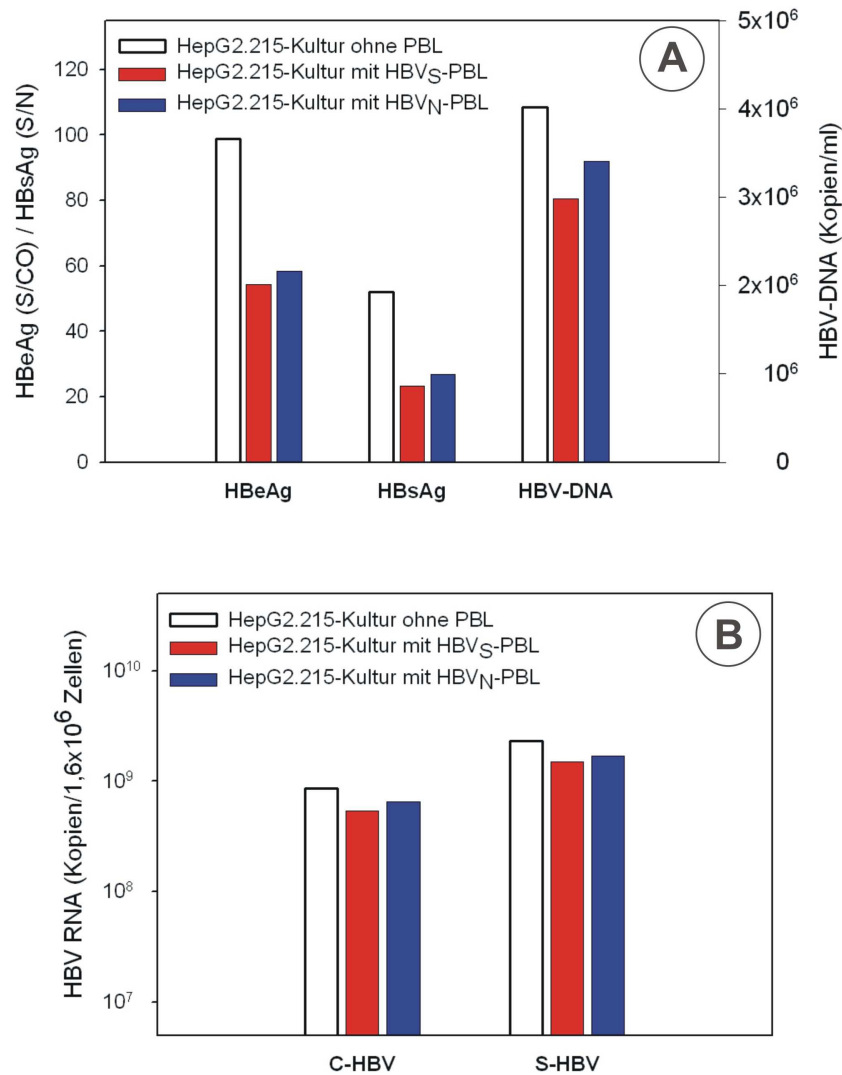 A
HepG2.215-Kultur ohne PBL
HepG2.215-Kultur mit HBVS-PBL
HepG2.215-Kultur mit HBVN-PBL
HBeAg (S/CO) / HBsAg (S/N)
120
100
80
60
40
20
0
5x10⁶
4x10⁶
3x10⁶
2x10⁶
10⁶
0
HBV-DNA (Kopien/ml)
HBeAg HBsAg HBV-DNA
B
HepG2.215-Kultur ohne PBL
HepG2.215-Kultur mit HBVS-PBL
HepG2.215-Kultur mit HBVN-PBL
HBV RNA (Kopien/1,6x10⁶ Zellen)
10¹⁰
10⁹
10⁸
10⁷
C-HBV S-HBV